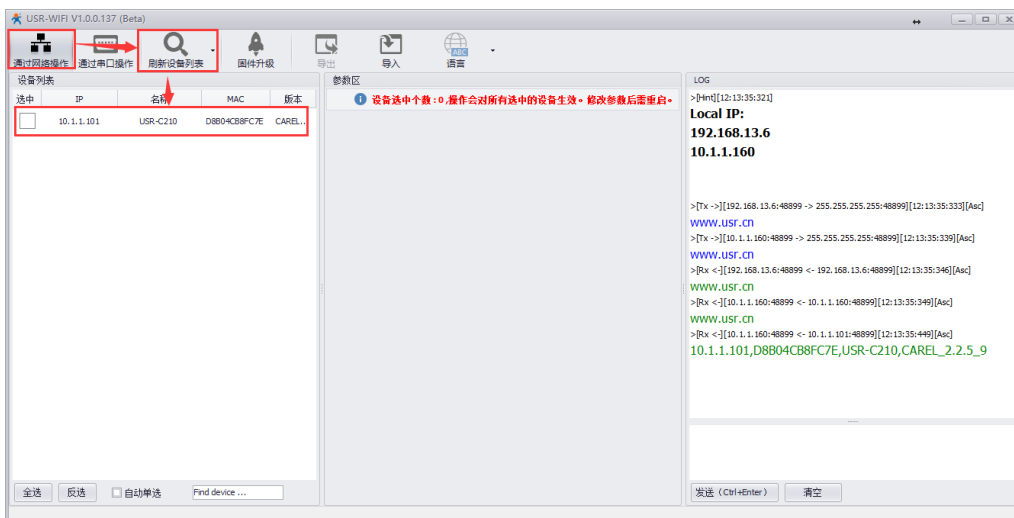 USR-WIFI V1.0.0.137 (Beta)
通过网络操作 通过串口操作 刷新设备列表 固件升级 导出 导入 语言
ABC
设备列表
选中 IP 名称 MAC 版本
10.1.1.101 USR-C210 D8B04CB8FC7E CAREL...
全选 反选 自动单选 Find device ...
参数区
设备选中个数:0,操作会对所有选中的设备生效。修改参数后需重启。
LOG
>[Hint][12:13:35:321]
Local IP:
192.168.13.6
10.1.1.160
>[Tx ->][192.168.13.6:48899 -> 255.255.255.255:48899][12:13:35:333][Asc]
www.usr.cn
>[Tx ->][10.1.1.160:48899 -> 255.255.255.255:48899][12:13:35:339][Asc]
www.usr.cn
>[Rx <-][192.168.13.6:48899 <- 192.168.13.6:48899][12:13:35:346][Asc]
www.usr.cn
>[Rx <-][10.1.1.160:48899 <- 10.1.1.160:48899][12:13:35:349][Asc]
www.usr.cn
>[Rx <-][10.1.1.160:48899 <- 10.1.1.101:48899][12:13:35:449][Asc]
10.1.1.101,D8B04CB8FC7E,USR-C210,CAREL_2.2.5_9
发送(Ctrl+Enter) 清空